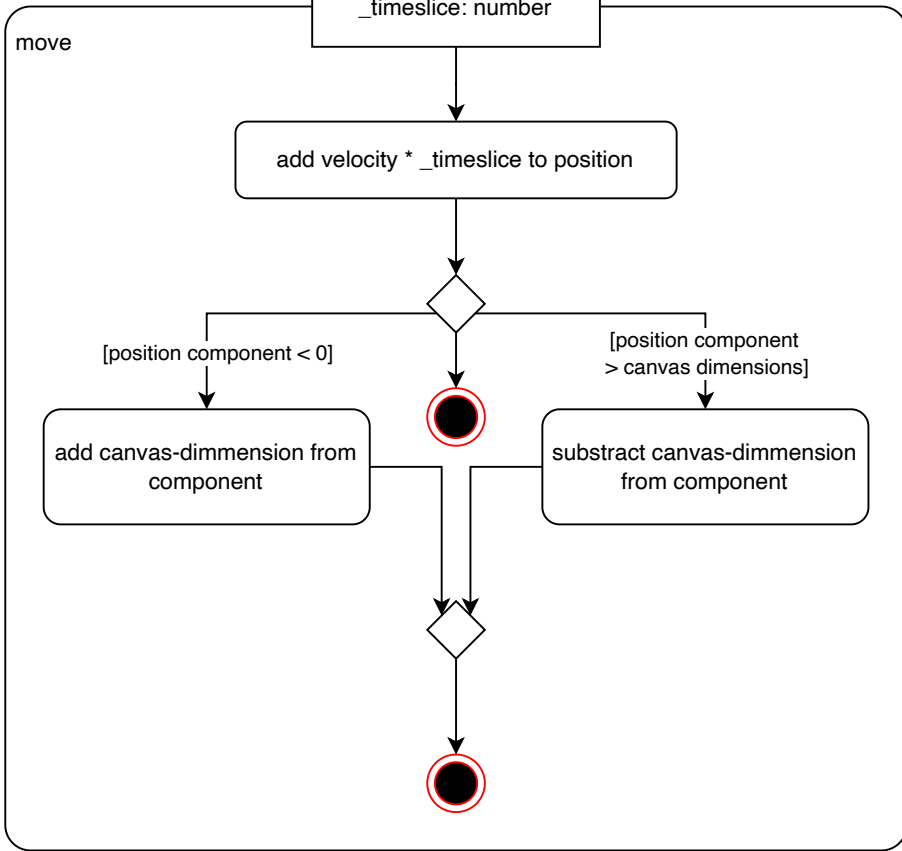 _timeslice: number
move
add velocity * _timeslice to position
[position component < 0]
[position component
> canvas dimensions]
add canvas-dimmension from
component
substract canvas-dimmension
from component